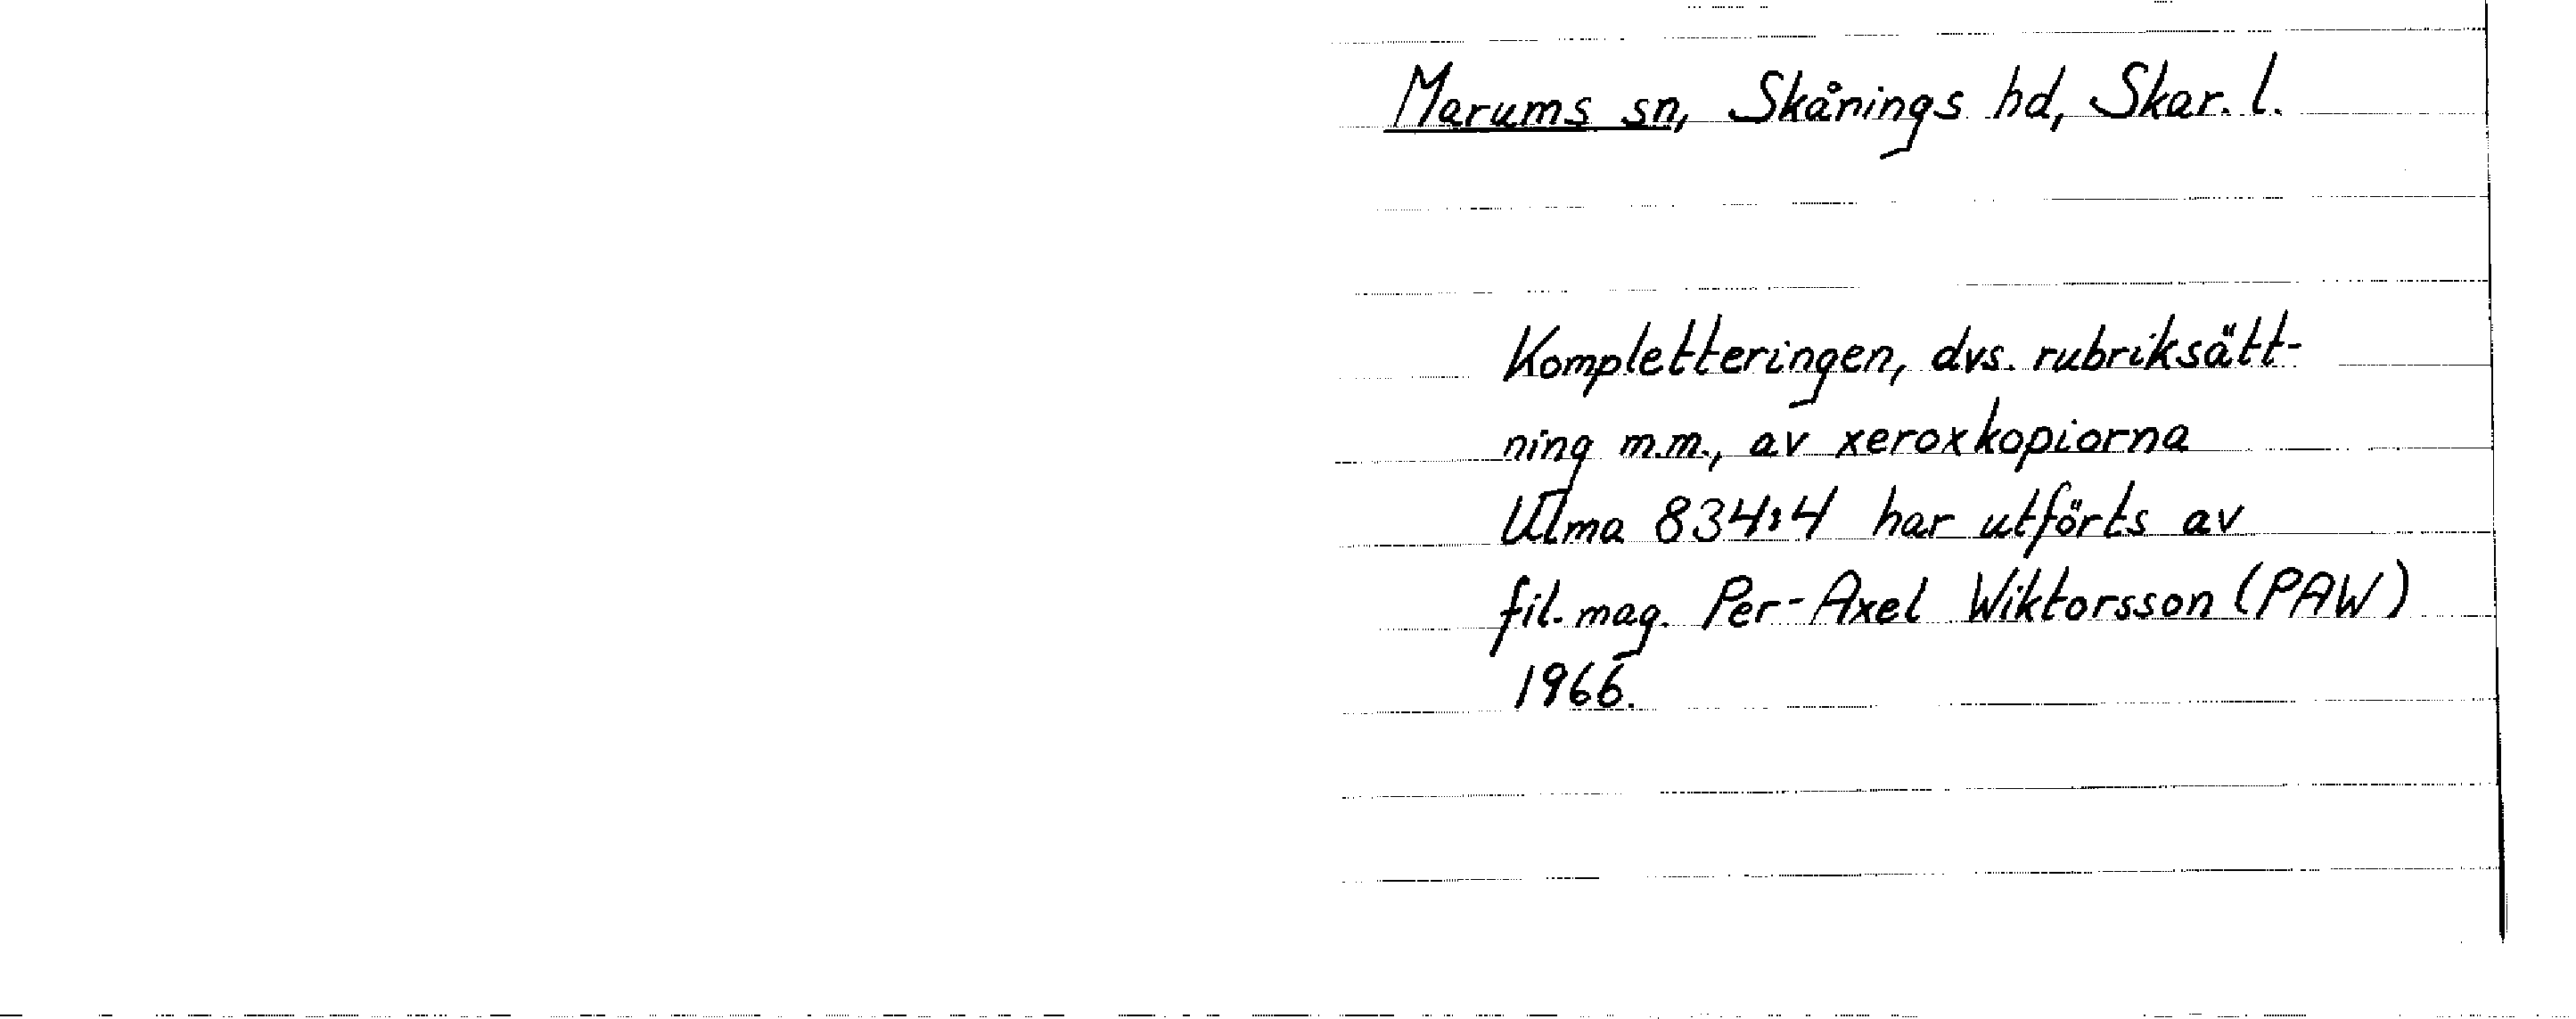 Marums sn, Skånings hd, Skar. l.
Kompletteringen, dvs. rubriksätt-
ning m.m., av xeroxkopiorna
Ulma 834:4 har utförts av
fil. mag. Per-Axel Wiktorsson (PAW)
1966.